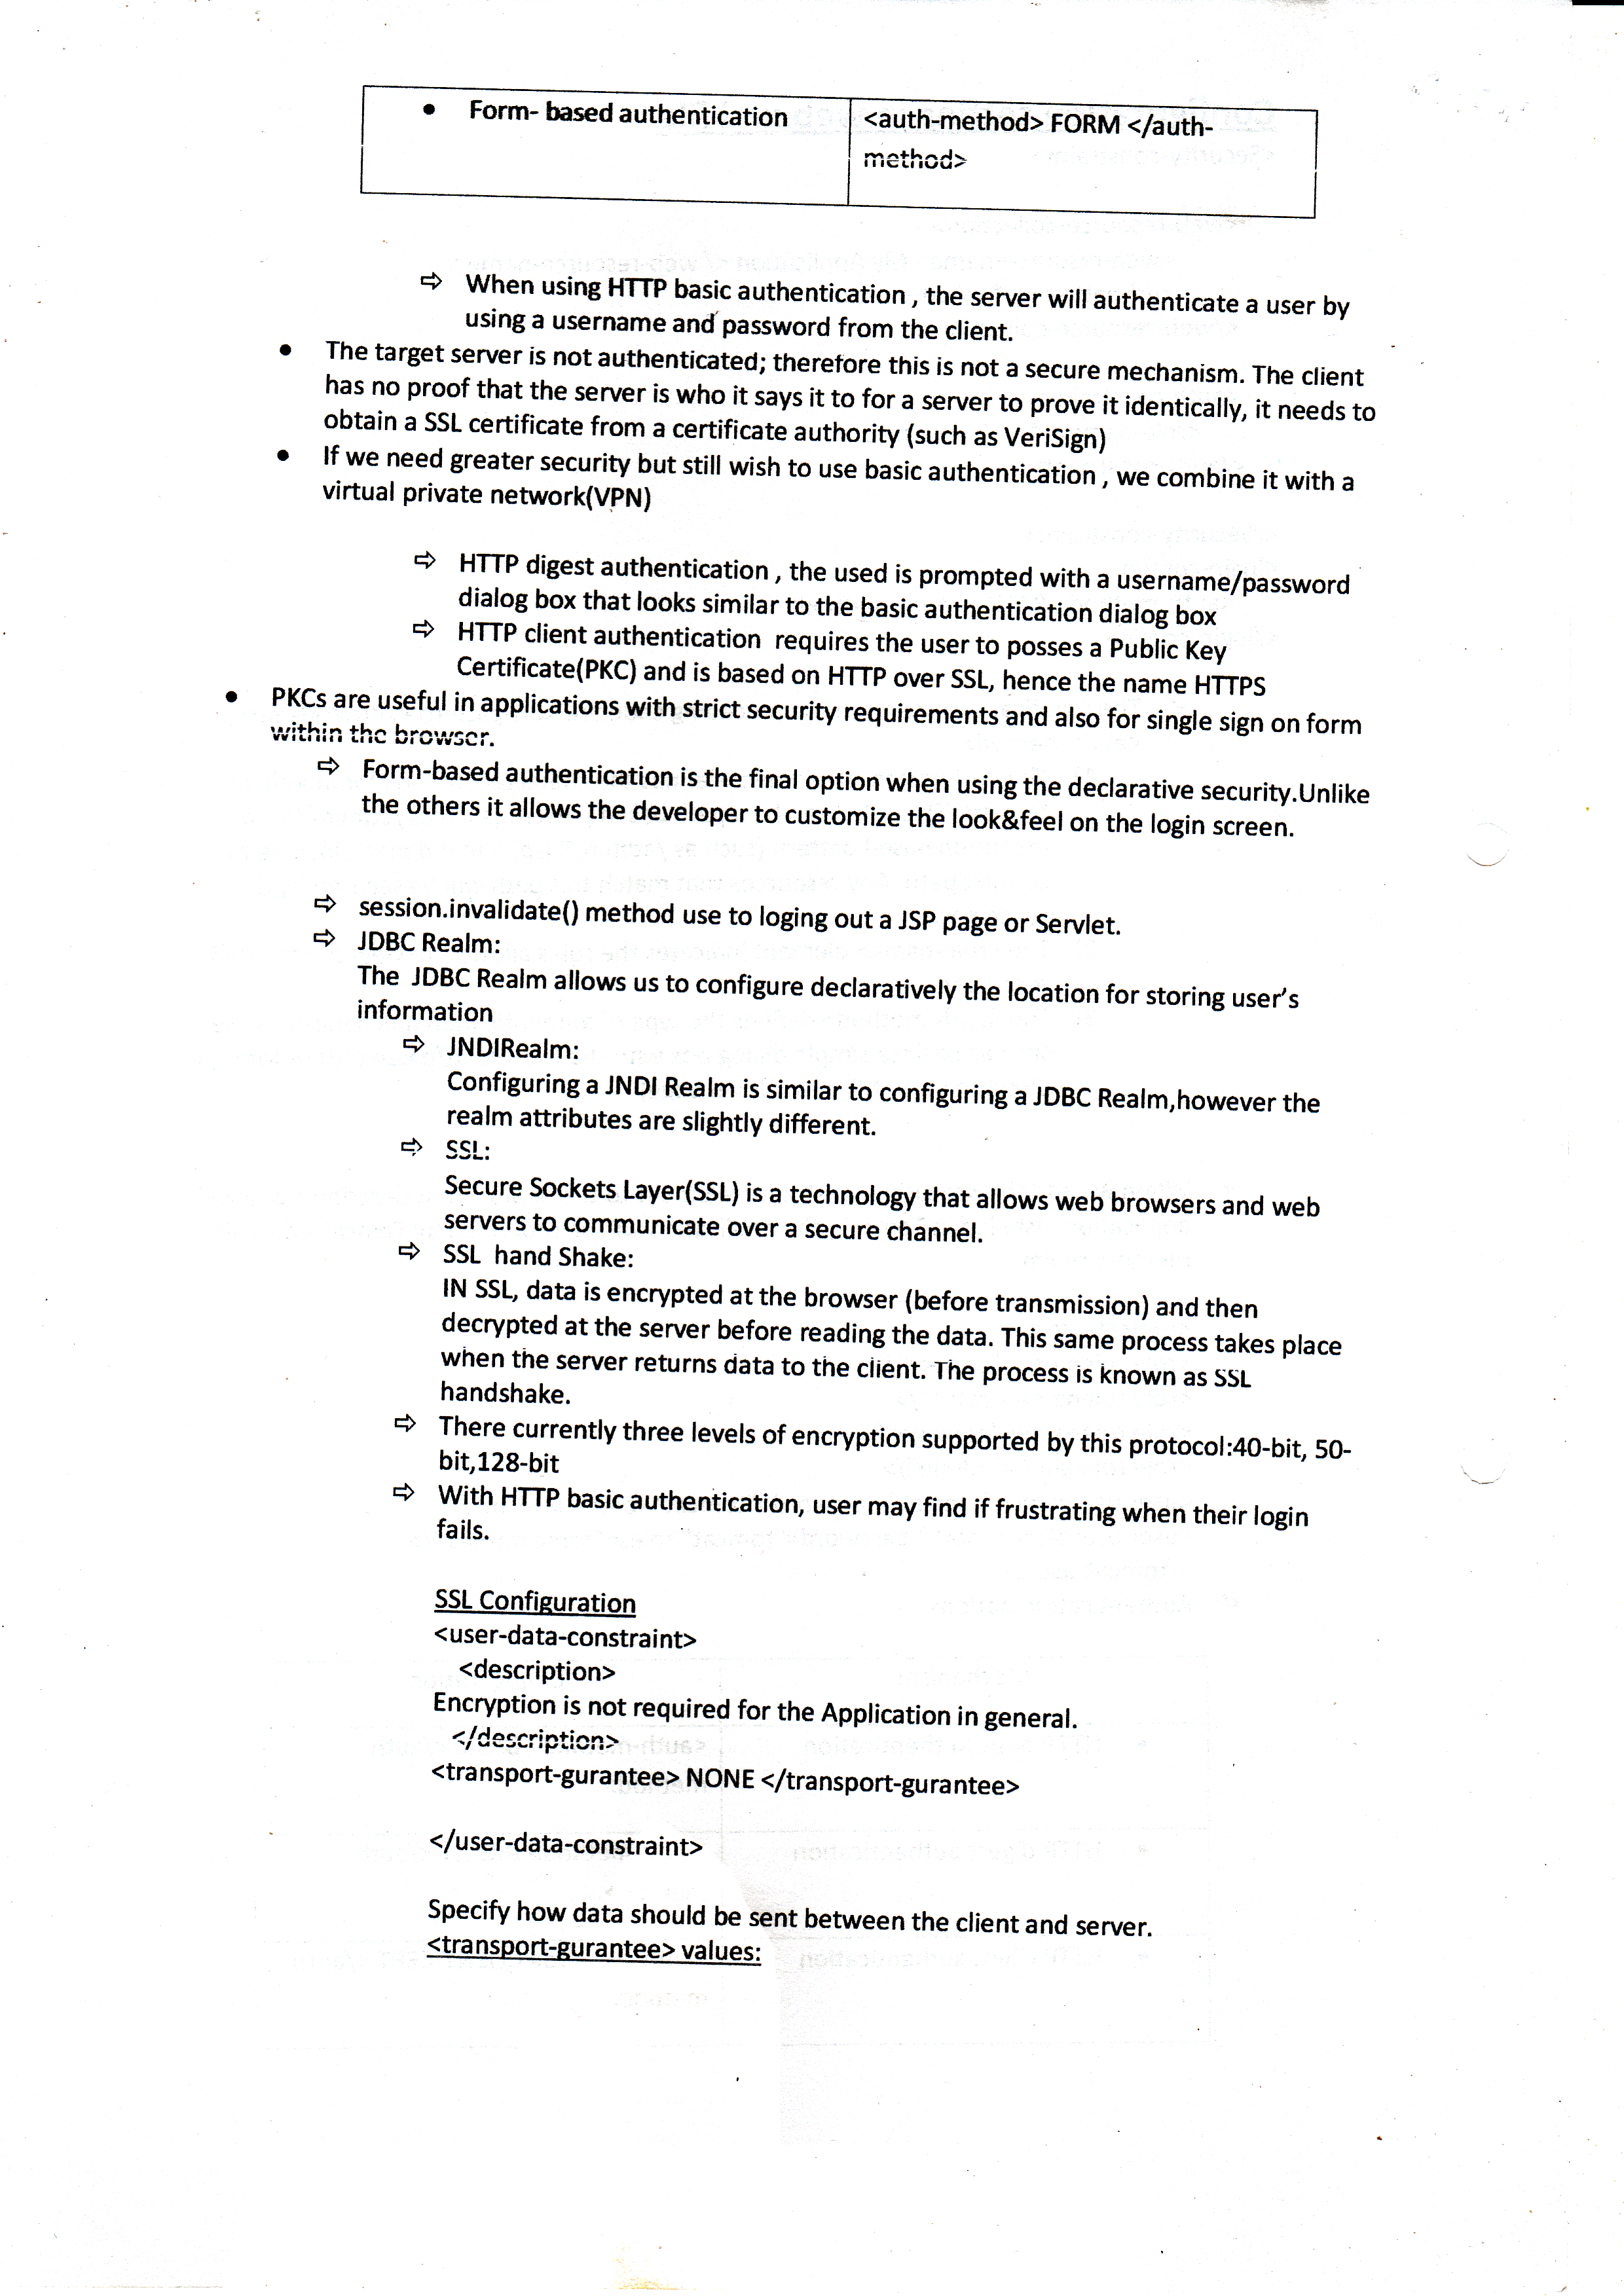 • Form- based authentication <auth-method> FORM </auth-
method>
⇨ When using HTTP basic authentication , the server will authenticate a user by
using a username and password from the client.
• The target server is not authenticated; therefore this is not a secure mechanism. The client
has no proof that the server is who it says it to for a server to prove it identically, it needs to
obtain a SSL certificate from a certificate authority (such as VeriSign)
• If we need greater security but still wish to use basic authentication , we combine it with a
virtual private network(VPN)
⇨ HTTP digest authentication , the used is prompted with a username/password
dialog box that looks similar to the basic authentication dialog box
⇨ HTTP client authentication requires the user to posses a Public Key
Certificate(PKC) and is based on HTTP over SSL, hence the name HTTPS
• PKCs are useful in applications with strict security requirements and also for single sign on form
within the browser.
⇨ Form-based authentication is the final option when using the declarative security.Unlike
the others it allows the developer to customize the look&feel on the login screen.
⇨ session.invalidate() method use to loging out a JSP page or Servlet.
⇨ JDBC Realm:
The JDBC Realm allows us to configure declaratively the location for storing user's
information
⇨ JNDIRealm:
Configuring a JNDI Realm is similar to configuring a JDBC Realm,however the
realm attributes are slightly different.
⇨ SSL:
Secure Sockets Layer(SSL) is a technology that allows web browsers and web
servers to communicate over a secure channel.
⇨ SSL hand Shake:
IN SSL, data is encrypted at the browser (before transmission) and then
decrypted at the server before reading the data. This same process takes place
when the server returns data to the client. The process is known as SSL
handshake.
⇨ There currently three levels of encryption supported by this protocol:40-bit, 50-
bit,128-bit
⇨ With HTTP basic authentication, user may find if frustrating when their login
fails.
SSL Configuration
<user-data-constraint>
<description>
Encryption is not required for the Application in general.
</description>
<transport-gurantee> NONE </transport-gurantee>
</user-data-constraint>
Specify how data should be sent between the client and server.
<transport-gurantee> values: